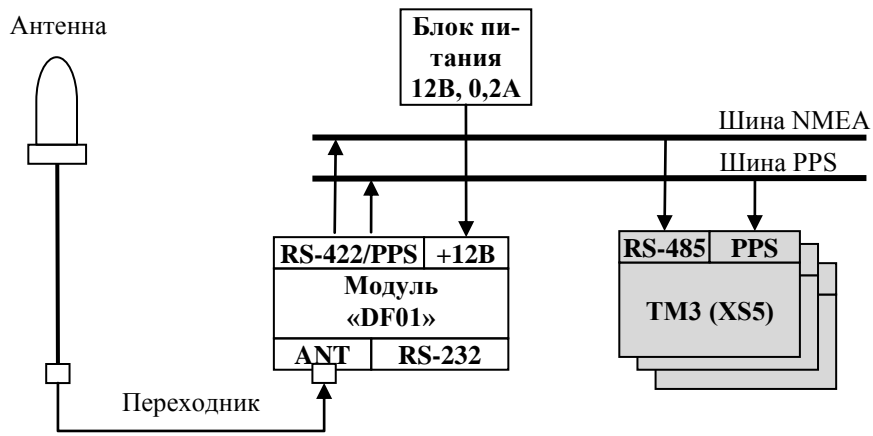 Антенна
Блок пи-
тания
12В, 0,2А
Шина NMEA
Шина PPS
RS-422/PPS +12В
Модуль
«DF01»
ANT RS-232
RS-485 PPS
TM3 (XS5)
Переходник